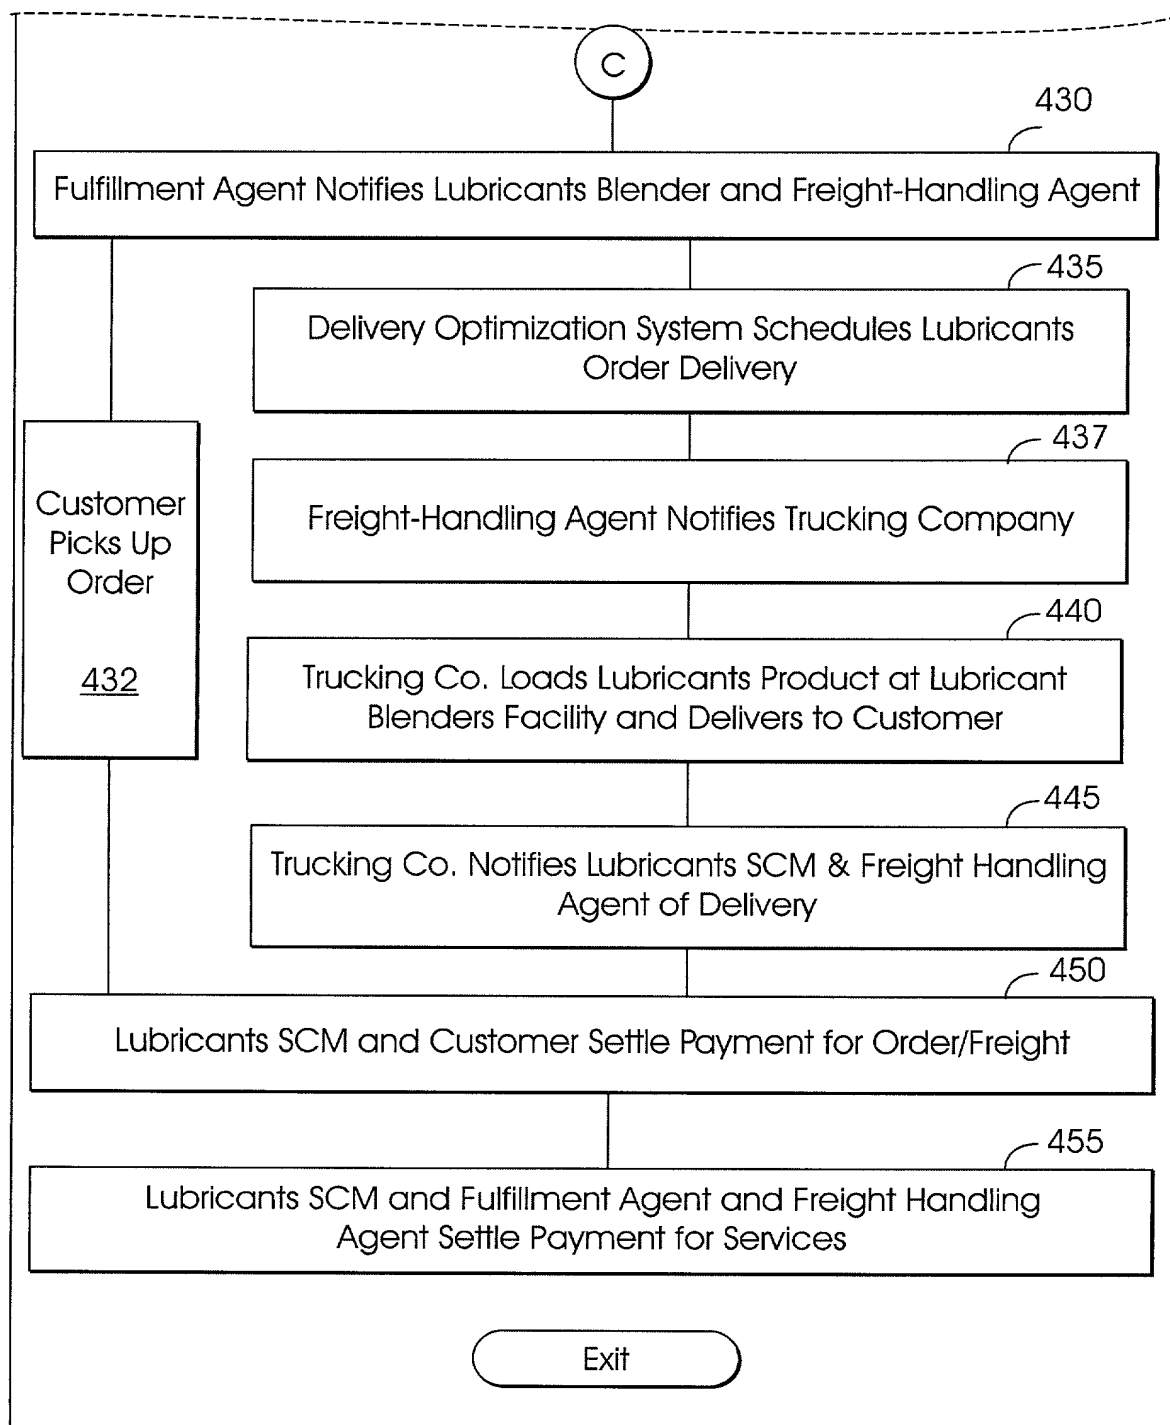 C
430
Fulfillment Agent Notifies Lubricants Blender and Freight-Handling Agent
435
Delivery Optimization System Schedules Lubricants
Order Delivery
437
Freight-Handling Agent Notifies Trucking Company
Customer
Picks Up
Order
432
440
Trucking Co. Loads Lubricants Product at Lubricant
Blenders Facility and Delivers to Customer
445
Trucking Co. Notifies Lubricants SCM & Freight Handling
Agent of Delivery
450
Lubricants SCM and Customer Settle Payment for Order/Freight
455
Lubricants SCM and Fulfillment Agent and Freight Handling
Agent Settle Payment for Services
Exit